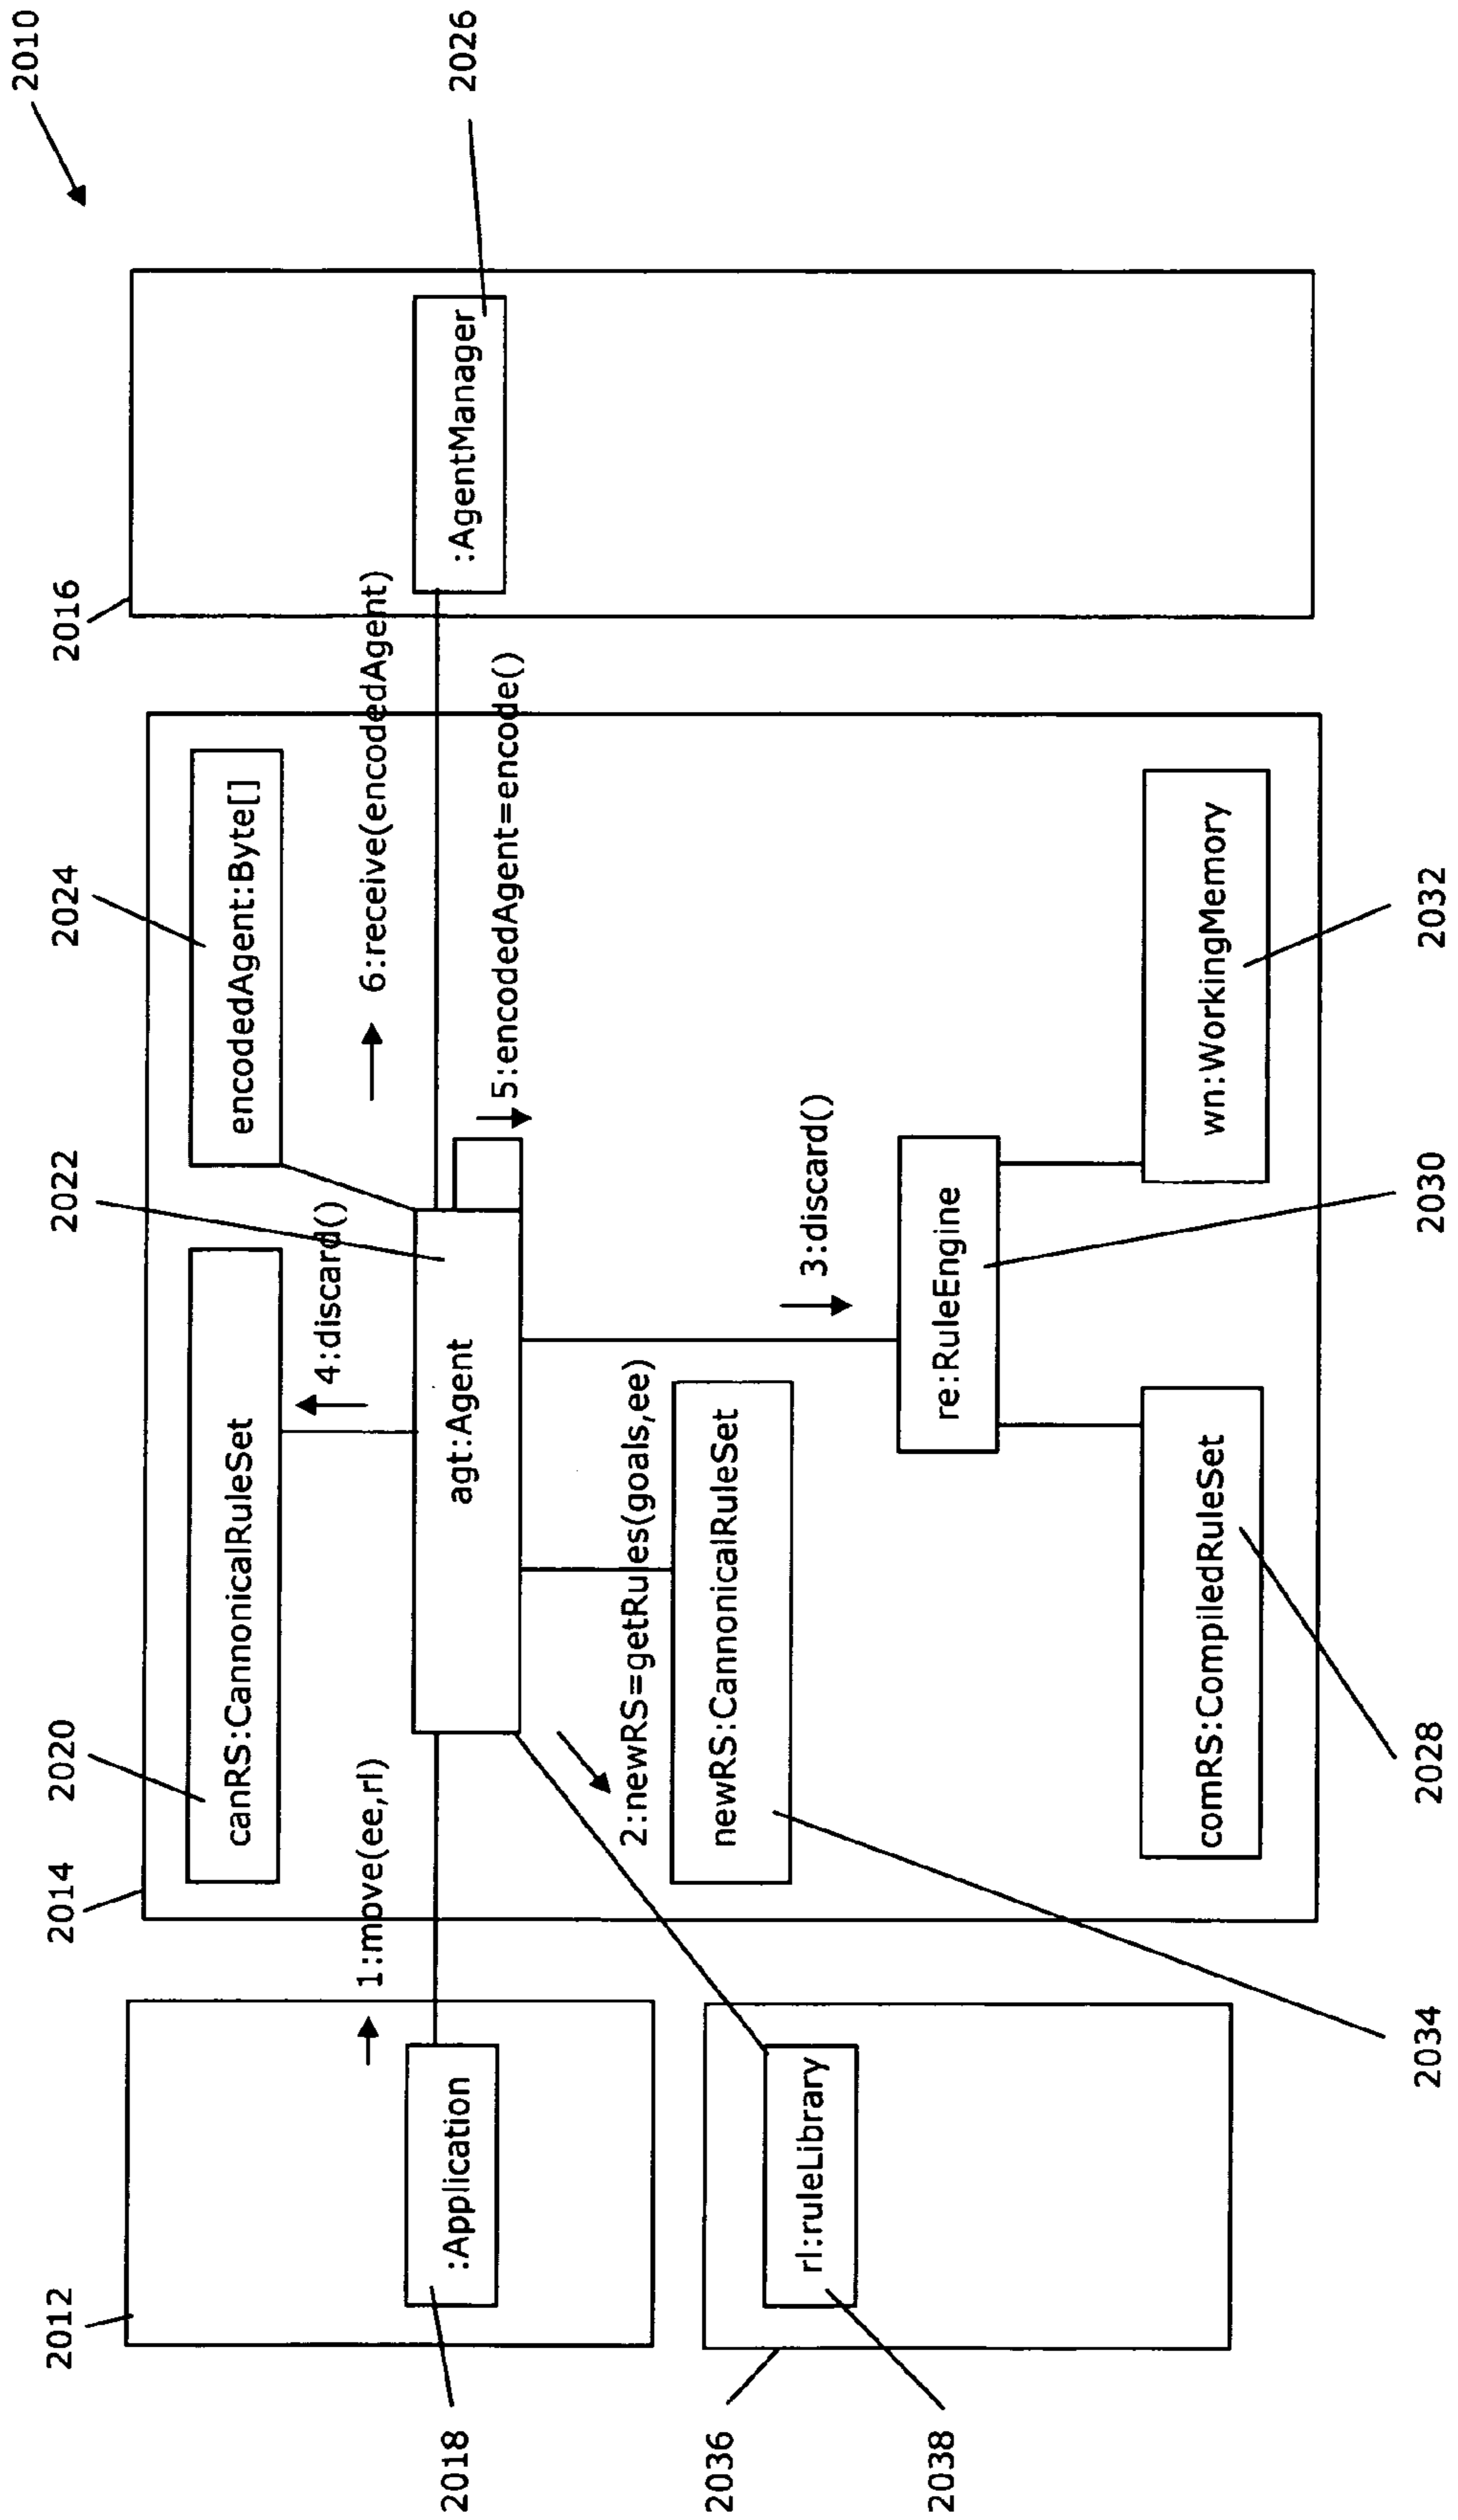 2010
2012
2014
2020
2022
2024
2016
canRS:CannonicalRuleSet
encodedAgent:Byte[]
4:discard()
1:move(ee,rl)
6:receive(encodedAgent)
2018
:Application
agt:Agent
:AgentManager
2026
5:encodedAgent=encode()
2:newRS=getRules(goals,ee)
2036
newRS:CannonicalRuleSet
3:discard()
rl:ruleLibrary
2038
re:RuleEngine
comRS:CompiledRuleSet
wn:WorkingMemory
2034
2028
2030
2032